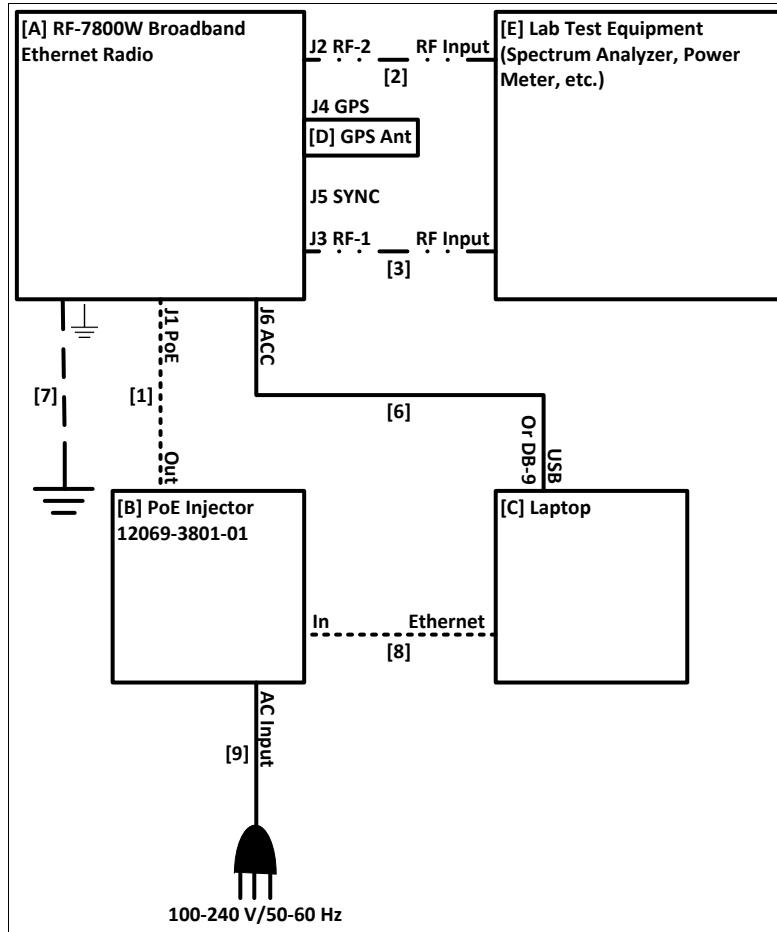 [A] RF-7800W Broadband
Ethernet Radio
J2 RF-2
RF Input
[2]
[E] Lab Test Equipment
(Spectrum Analyzer, Power
Meter, etc.)
J4 GPS
[D] GPS Ant
J5 SYNC
J3 RF-1
RF Input
[3]
J1 PoE
J6 ACC
[7]
[1]
[6]
Out
USB
Or DB-9
[B] PoE Injector
12069-3801-01
[C] Laptop
In
Ethernet
[8]
AC Input
[9]
100-240 V/50-60 Hz